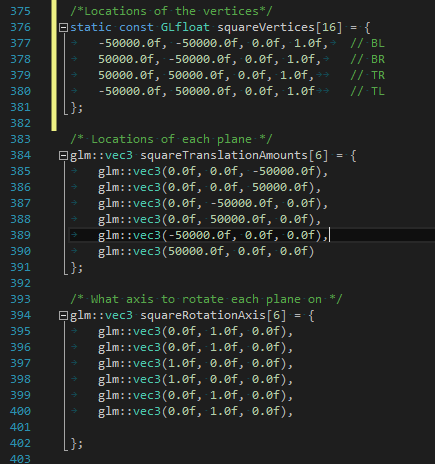 375 /*Locations of the vertices*/
376 static const GLfloat squareVertices[16] = {
377 -50000.0f, -50000.0f, 0.0f, 1.0f, // BL
378 50000.0f, -50000.0f, 0.0f, 1.0f, // BR
379 50000.0f, 50000.0f, 0.0f, 1.0f, // TR
380 -50000.0f, 50000.0f, 0.0f, 1.0f // TL
381 };
382
383 /* Locations of each plane */
384 glm::vec3 squareTranslationAmounts[6] = {
385 glm::vec3(0.0f, 0.0f, -50000.0f),
386 glm::vec3(0.0f, 0.0f, 50000.0f),
387 glm::vec3(0.0f, -50000.0f, 0.0f),
388 glm::vec3(0.0f, 50000.0f, 0.0f),
389 glm::vec3(-50000.0f, 0.0f, 0.0f),
390 glm::vec3(50000.0f, 0.0f, 0.0f)
391 };
392
393 /* What axis to rotate each plane on */
394 glm::vec3 squareRotationAxis[6] = {
395 glm::vec3(0.0f, 1.0f, 0.0f),
396 glm::vec3(0.0f, 1.0f, 0.0f),
397 glm::vec3(1.0f, 0.0f, 0.0f),
398 glm::vec3(1.0f, 0.0f, 0.0f),
399 glm::vec3(0.0f, 1.0f, 0.0f),
400 glm::vec3(0.0f, 1.0f, 0.0f),
401
402 };
403